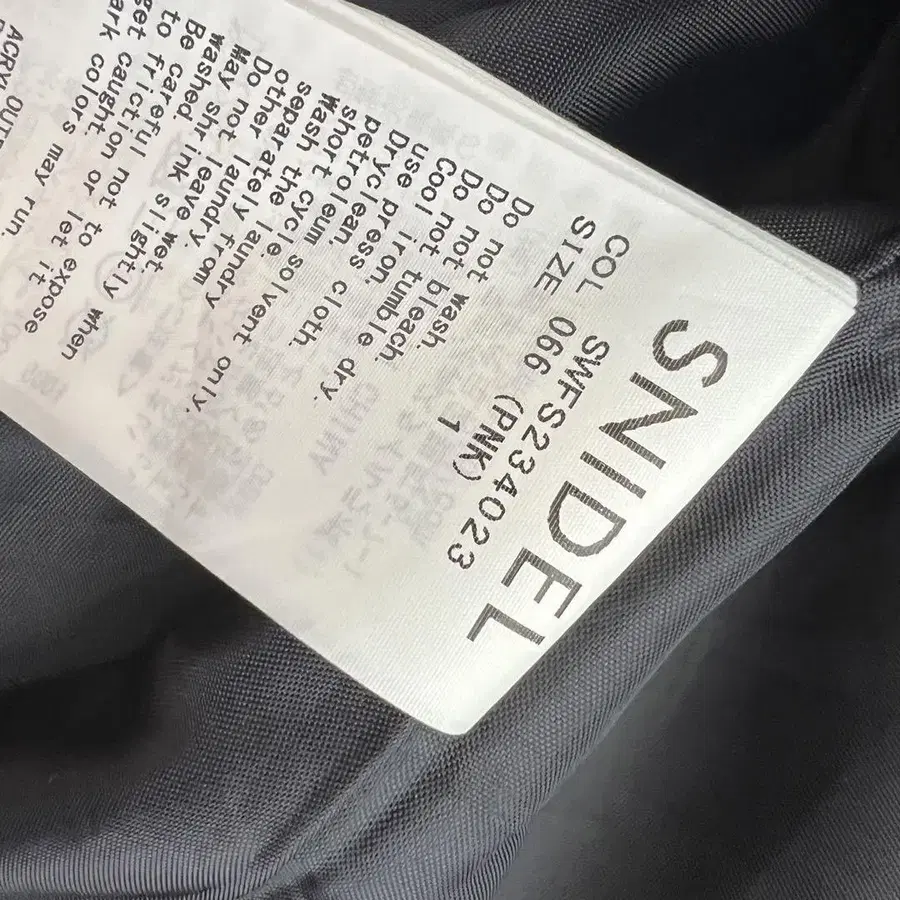 SNIDEL
SWFS234023
COL 066 (PNK)
SIZE 1
Do not wash.
Do not bleach.
Do not tumble dry.
Cool iron.
use press cloth.
Dryclean.
petroleum solvent only.
short cycle.
Wash the laundry
separately from
other laundry.
Do not leave wet.
May shrink slightly when
washed.
Be careful not to expose
to friction or let it
get caught.
ark colors may run.
OUT
ACRYL